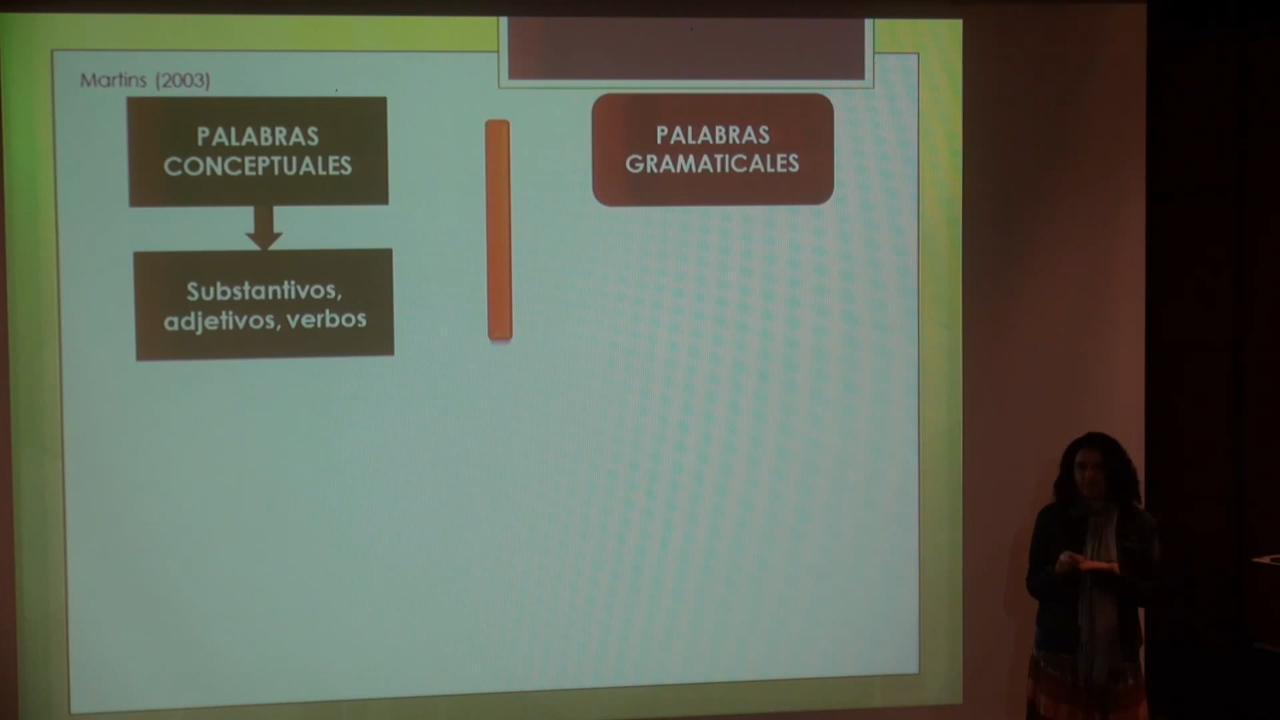 Martins (2003)
PALABRAS
CONCEPTUALES
Substantivos,
adjetivos, verbos
PALABRAS
GRAMATICALES